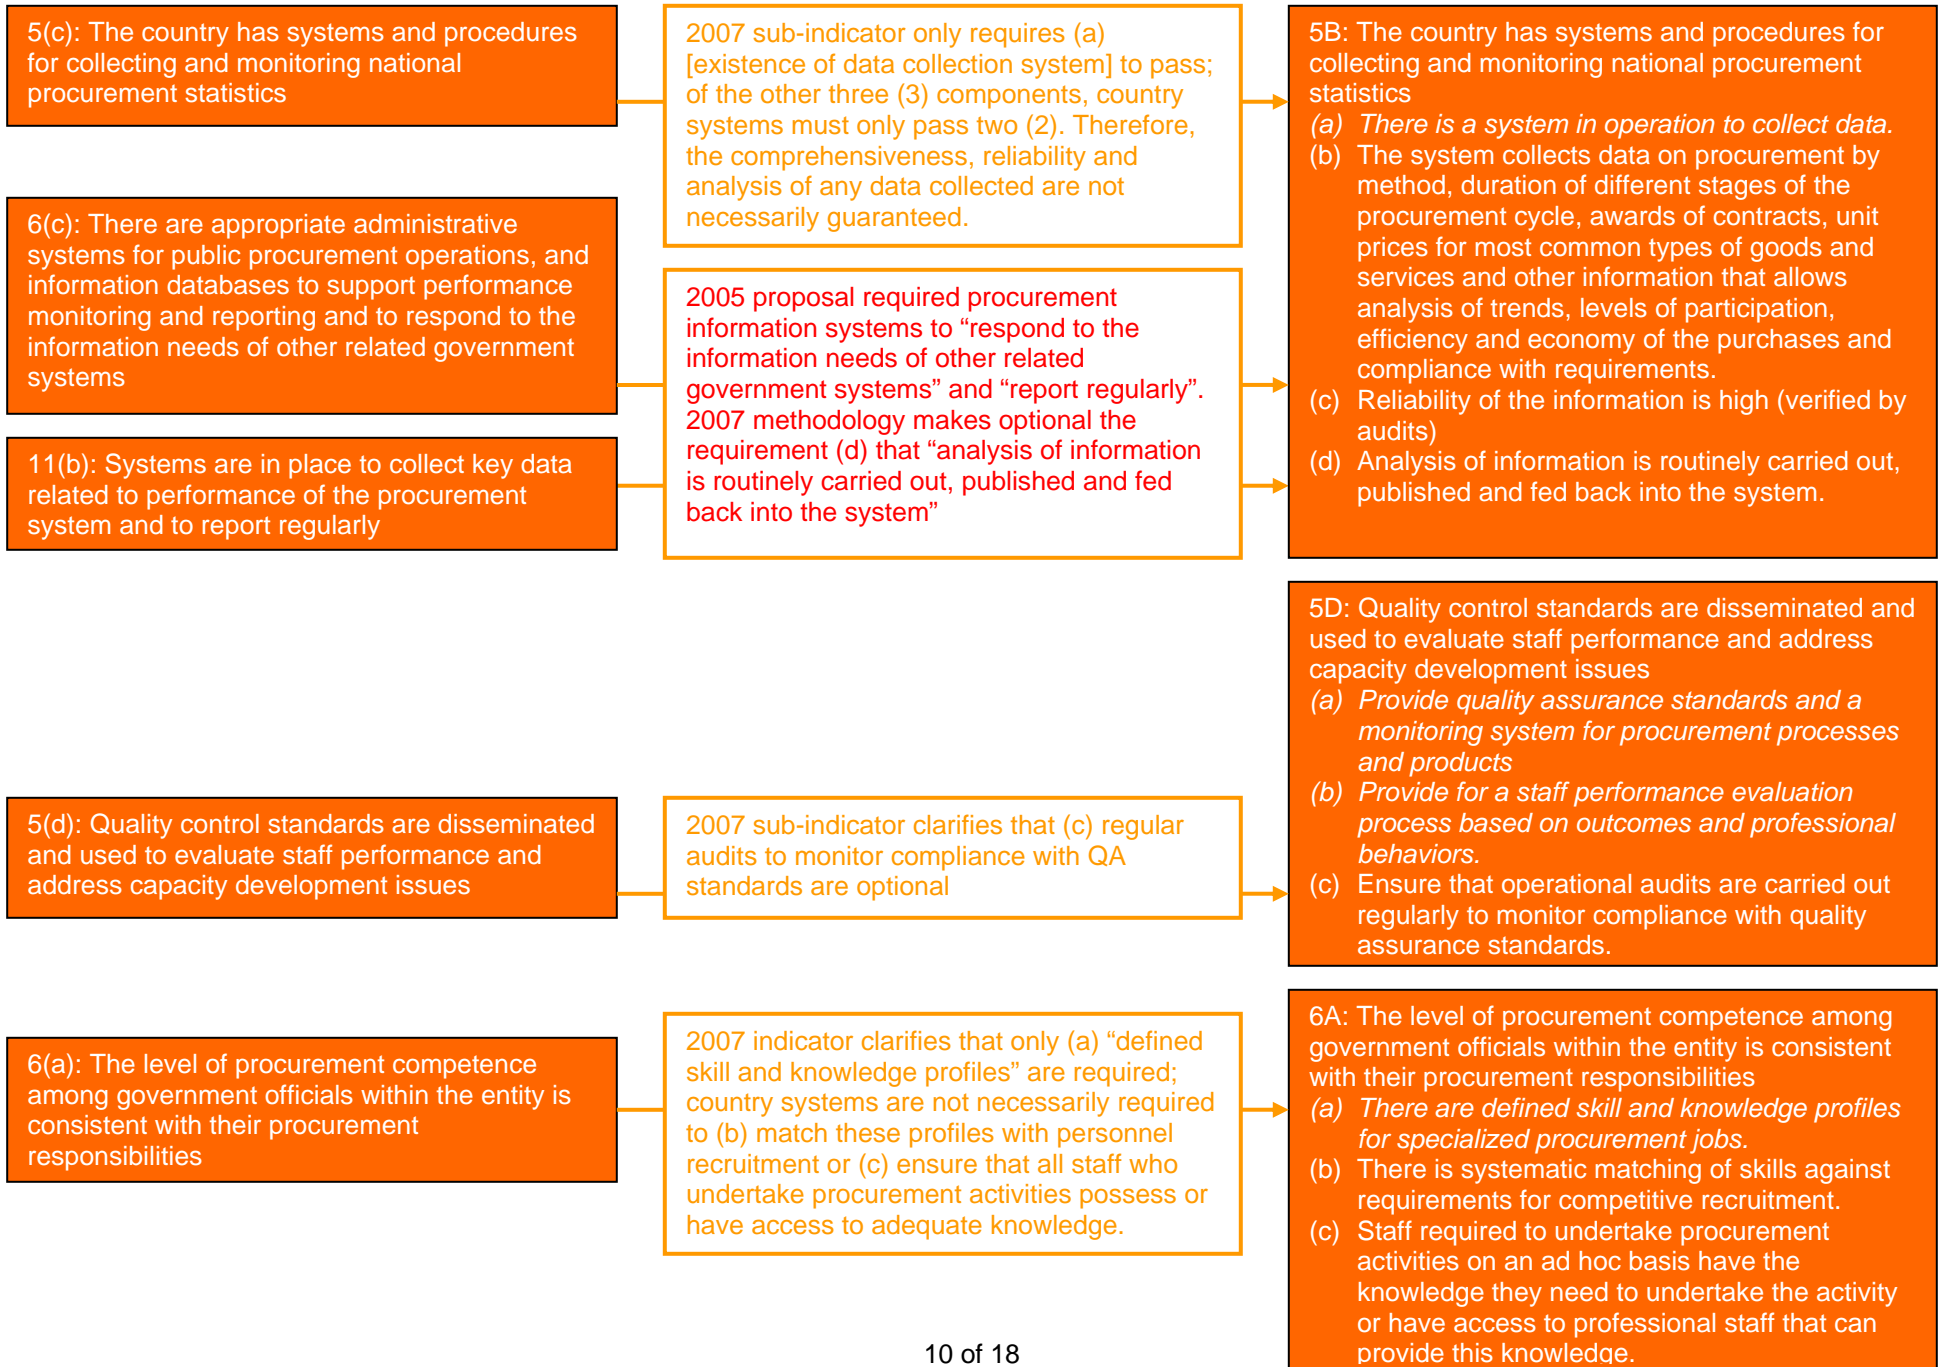 5(c): The country has systems and procedures
for collecting and monitoring national
procurement statistics
6(c): There are appropriate administrative
systems for public procurement operations, and
information databases to support performance
monitoring and reporting and to respond to the
information needs of other related government
systems
11(b): Systems are in place to collect key data
related to performance of the procurement
system and to report regularly
2007 sub-indicator only requires (a)
[existence of data collection system] to pass;
of the other three (3) components, country
systems must only pass two (2). Therefore,
the comprehensiveness, reliability and
analysis of any data collected are not
necessarily guaranteed.
2005 proposal required procurement
information systems to “respond to the
information needs of other related
government systems” and “report regularly”.
2007 methodology makes optional the
requirement (d) that “analysis of information
is routinely carried out, published and fed
back into the system”
5B: The country has systems and procedures for
collecting and monitoring national procurement
statistics
(a) There is a system in operation to collect data.
(b) The system collects data on procurement by
method, duration of different stages of the
procurement cycle, awards of contracts, unit
prices for most common types of goods and
services and other information that allows
analysis of trends, levels of participation,
efficiency and economy of the purchases and
compliance with requirements.
(c) Reliability of the information is high (verified by
audits)
(d) Analysis of information is routinely carried out,
published and fed back into the system.
5(d): Quality control standards are disseminated
and used to evaluate staff performance and
address capacity development issues
2007 sub-indicator clarifies that (c) regular
audits to monitor compliance with QA
standards are optional
5D: Quality control standards are disseminated and
used to evaluate staff performance and address
capacity development issues
(a) Provide quality assurance standards and a
monitoring system for procurement processes
and products
(b) Provide for a staff performance evaluation
process based on outcomes and professional
behaviors.
(c) Ensure that operational audits are carried out
regularly to monitor compliance with quality
assurance standards.
6(a): The level of procurement competence
among government officials within the entity is
consistent with their procurement
responsibilities
2007 indicator clarifies that only (a) “defined
skill and knowledge profiles” are required;
country systems are not necessarily required
to (b) match these profiles with personnel
recruitment or (c) ensure that all staff who
undertake procurement activities possess or
have access to adequate knowledge.
6A: The level of procurement competence among
government officials within the entity is consistent
with their procurement responsibilities
(a) There are defined skill and knowledge profiles
for specialized procurement jobs.
(b) There is systematic matching of skills against
requirements for competitive recruitment.
(c) Staff required to undertake procurement
activities on an ad hoc basis have the
knowledge they need to undertake the activity
or have access to professional staff that can
provide this knowledge.
10 of 18